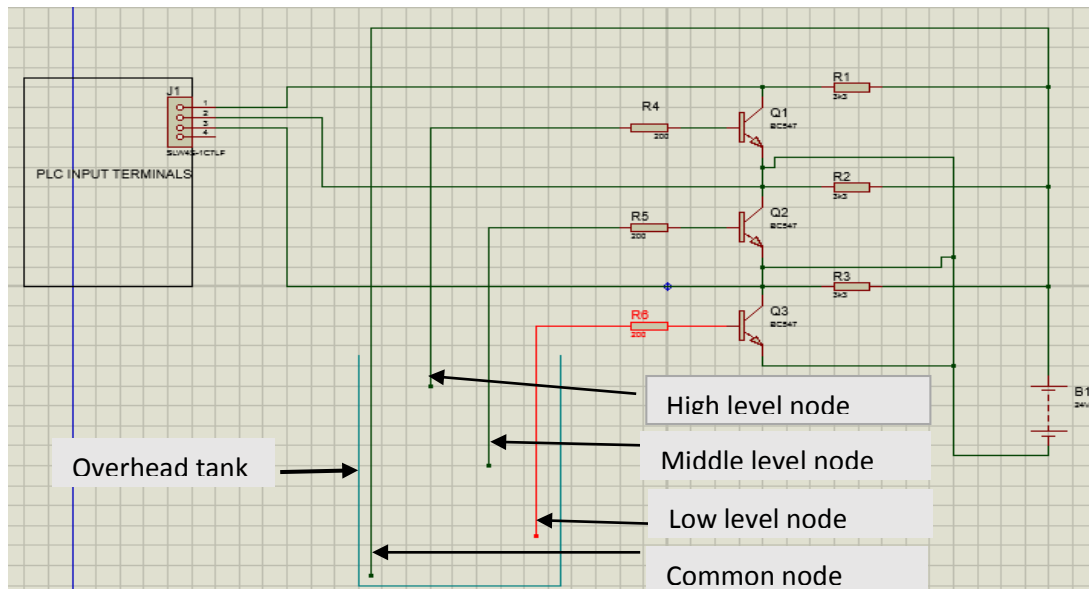 J1
1
2
3
4
SLW4S-1C7LF
PLC INPUT TERMINALS
R1
3k3
R4
200
Q1
BC547
R2
3k3
R5
200
Q2
BC547
R3
3k3
R6
200
Q3
BC547
B1
24V
High level node
Middle level node
Overhead tank
Low level node
Common node